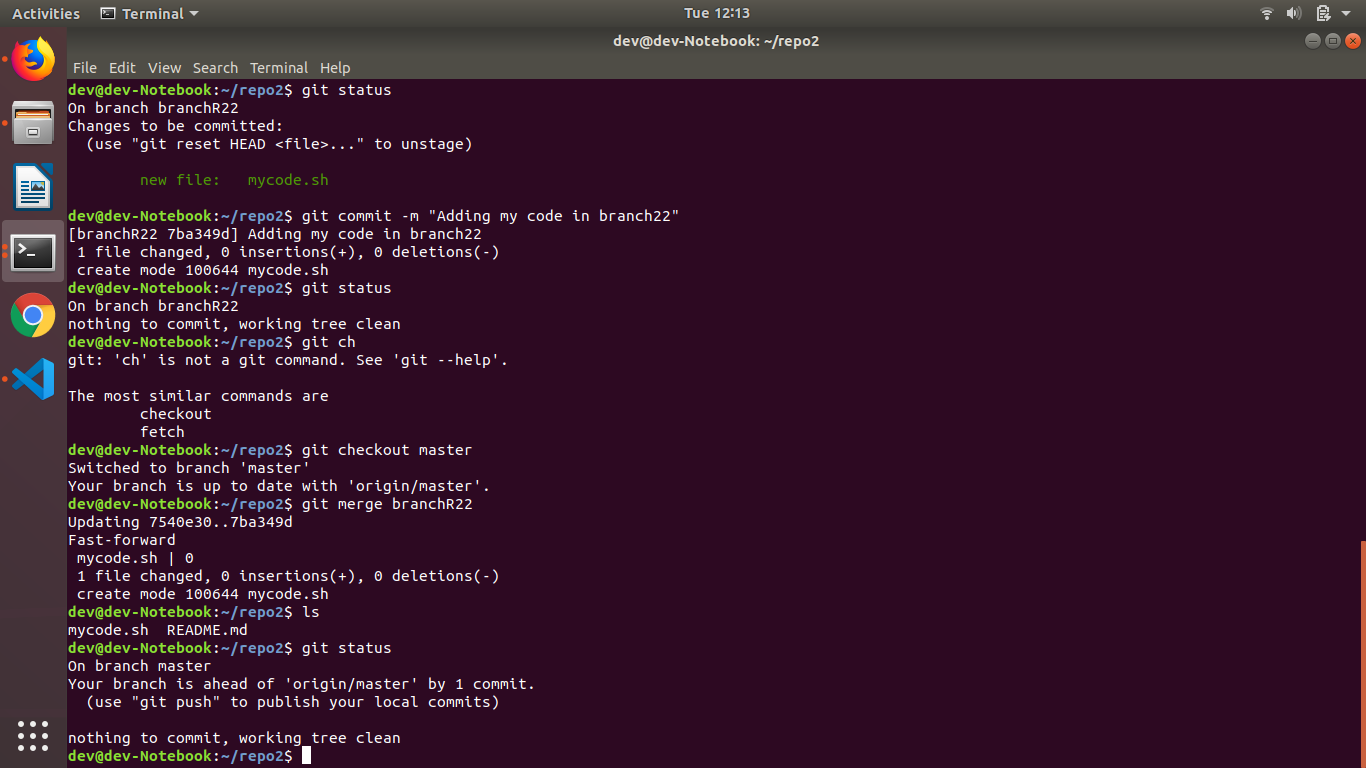 Activities Terminal Tue 12:13
dev@dev-Notebook: ~/repo2
File Edit View Search Terminal Help
dev@dev-Notebook:~/repo2$ git status
On branch branchR22
Changes to be committed:
  (use "git reset HEAD <file>..." to unstage)
        new file:   mycode.sh
dev@dev-Notebook:~/repo2$ git commit -m "Adding my code in branch22"
[branchR22 7ba349d] Adding my code in branch22
 1 file changed, 0 insertions(+), 0 deletions(-)
 create mode 100644 mycode.sh
dev@dev-Notebook:~/repo2$ git status
On branch branchR22
nothing to commit, working tree clean
dev@dev-Notebook:~/repo2$ git ch
git: 'ch' is not a git command. See 'git --help'.
The most similar commands are
        checkout
        fetch
dev@dev-Notebook:~/repo2$ git checkout master
Switched to branch 'master'
Your branch is up to date with 'origin/master'.
dev@dev-Notebook:~/repo2$ git merge branchR22
Updating 7540e30..7ba349d
Fast-forward
 mycode.sh | 0
 1 file changed, 0 insertions(+), 0 deletions(-)
 create mode 100644 mycode.sh
dev@dev-Notebook:~/repo2$ ls
mycode.sh  README.md
dev@dev-Notebook:~/repo2$ git status
On branch master
Your branch is ahead of 'origin/master' by 1 commit.
  (use "git push" to publish your local commits)
nothing to commit, working tree clean
dev@dev-Notebook:~/repo2$